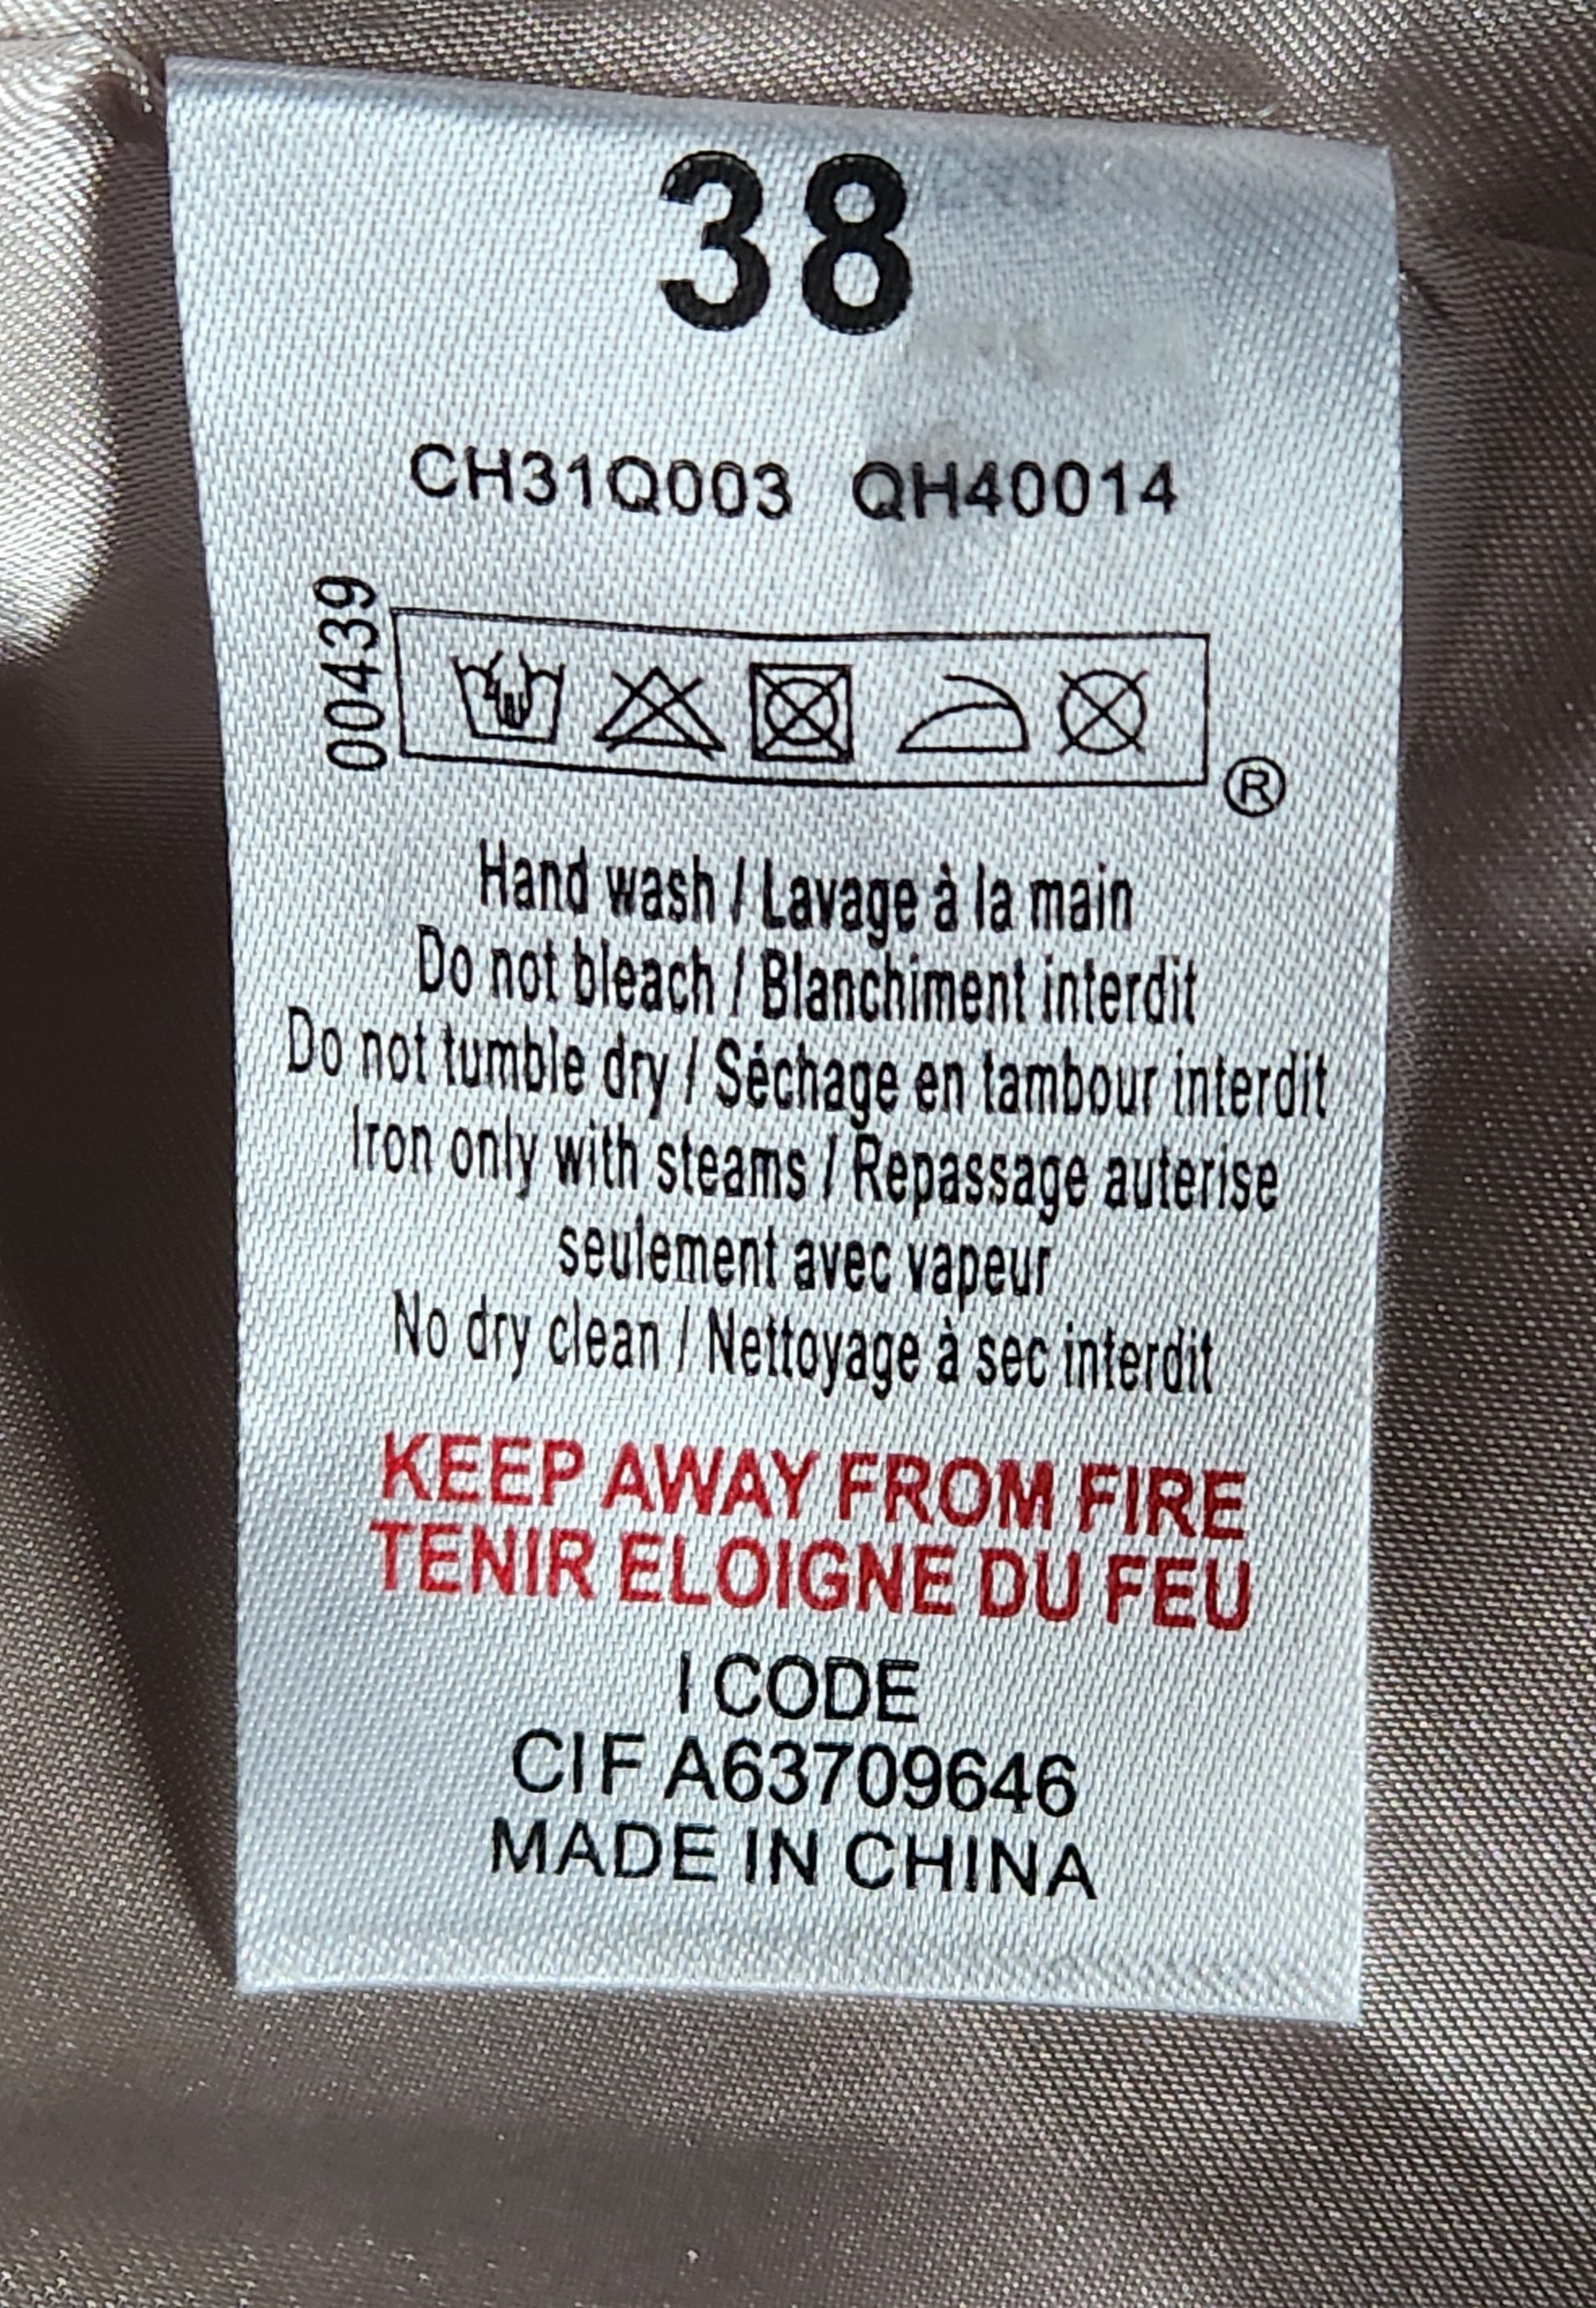 38
CH31Q003 QH40014
00439
®
Hand wash / Lavage à la main
Do not bleach / Blanchiment interdit
Do not tumble dry / Séchage en tambour interdit
Iron only with steams / Repassage auterise
seulement avec vapeur
No dry clean / Nettoyage à sec interdit
KEEP AWAY FROM FIRE
TENIR ELOIGNE DU FEU
I CODE
CIF A63709646
MADE IN CHINA